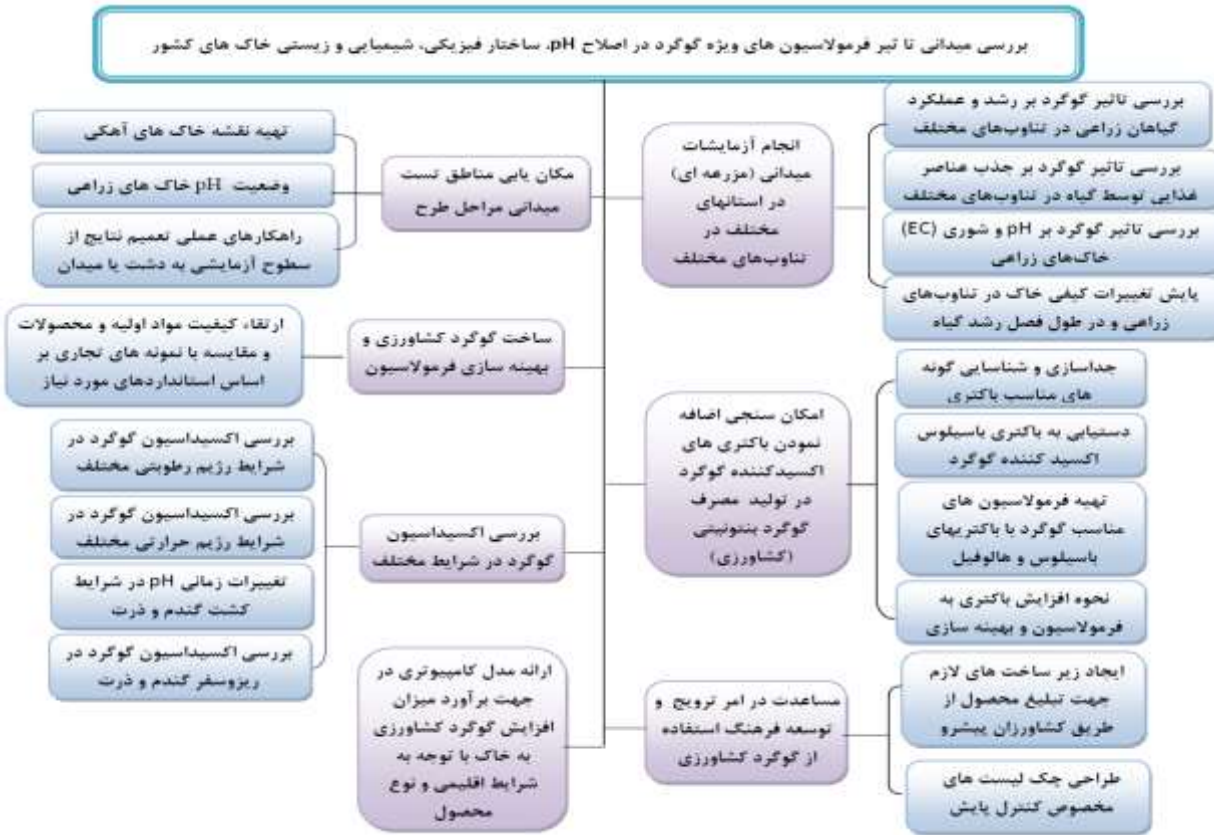 بررسی میدانی تا تیر فرمولاسیون های ویژه گوگرد در اصلاح pH، ساختار فیزیکی، شیمیایی و زیستی خاک های کشور
بررسی تاثیر گوگرد بر رشد و عملکرد
گیاهان زراعی در تناوب‌های مختلف
بررسی تاثیر گوگرد بر جذب عناصر
غذایی توسط گیاه در تناوب‌های مختلف
بررسی تاثیر گوگرد بر pH و شوری (EC)
خاک‌های زراعی
پایش تغییرات کیفی خاک در تناوب‌های
زراعی و در طول فصل رشد گیاه
انجام آزمایشات
میدانی (مزرعه ای)
در استانهای
مختلف در
تناوب‌های مختلف
مکان یابی مناطق تست
میدانی مراحل طرح
تهیه نقشه خاک های آهکی
وضعیت pH خاک های زراعی
راهکارهای عملی تعمیم نتایج از
سطوح آزمایشی به دشت یا میدان
ساخت گوگرد کشاورزی و
بهینه سازی فرمولاسیون
ارتقاء کیفیت مواد اولیه و محصولات
و مقایسه با نمونه های تجاری بر
اساس استانداردهای مورد نیاز
جداسازی و شناسایی گونه
های مناسب باکتری
دستیابی به باکتری باسیلوس
اکسید کننده گوگرد
تهیه فرمولاسیون های
مناسب گوگرد با باکتریهای
باسیلوس و هالوفیل
نحوه افزایش باکتری به
فرمولاسیون و بهینه سازی
امکان سنجی اضافه
نمودن باکتری های
اکسیدکننده گوگرد
در تولید مصرف
گوگرد بنتونیتی
(کشاورزی)
بررسی اکسیداسیون
گوگرد در شرایط مختلف
بررسی اکسیداسیون گوگرد در
شرایط رژیم رطوبتی مختلف
بررسی اکسیداسیون گوگرد در
شرایط رژیم حرارتی مختلف
تغییرات زمانی pH در شرایط
کشت گندم و ذرت
بررسی اکسیداسیون گوگرد در
ریزوسفر گندم و ذرت
ایجاد زیر ساخت های لازم
جهت تبلیغ محصول از
طریق کشاورزان پیشرو
طراحی چک لیست های
مخصوص کنترل پایش
مساعدت در امر ترویج و
توسعه فرهنگ استفاده
از گوگرد کشاورزی
ارائه مدل کامپیوتری در
جهت برآورد میزان
افزایش گوگرد کشاورزی
به خاک با توجه به
شرایط اقلیمی و نوع
محصول